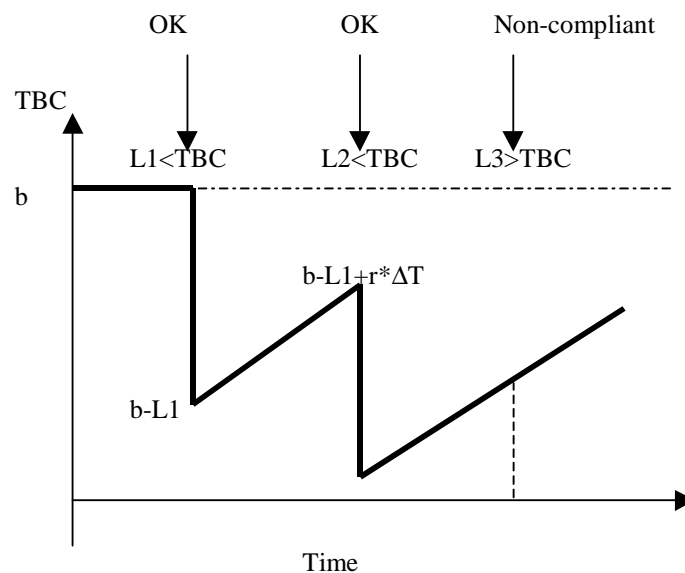 OK OK Non-compliant
TBC
L1<TBC L2<TBC L3>TBC
b
b-L1+r*ΔT
b-L1
Time